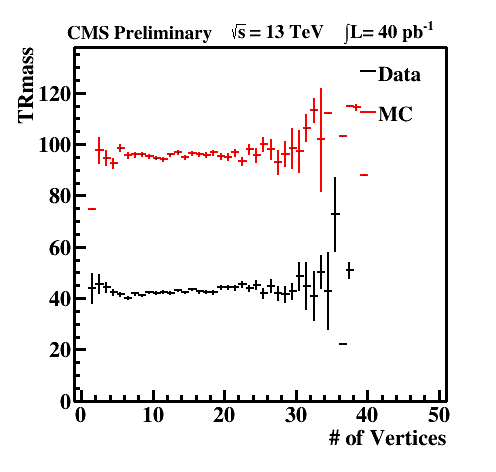 CMS Preliminary √s = 13 TeV ∫L= 40 pb⁻¹
TRmass
Data
MC
120
100
80
60
40
20
0
0 10 20 30 40 50
# of Vertices